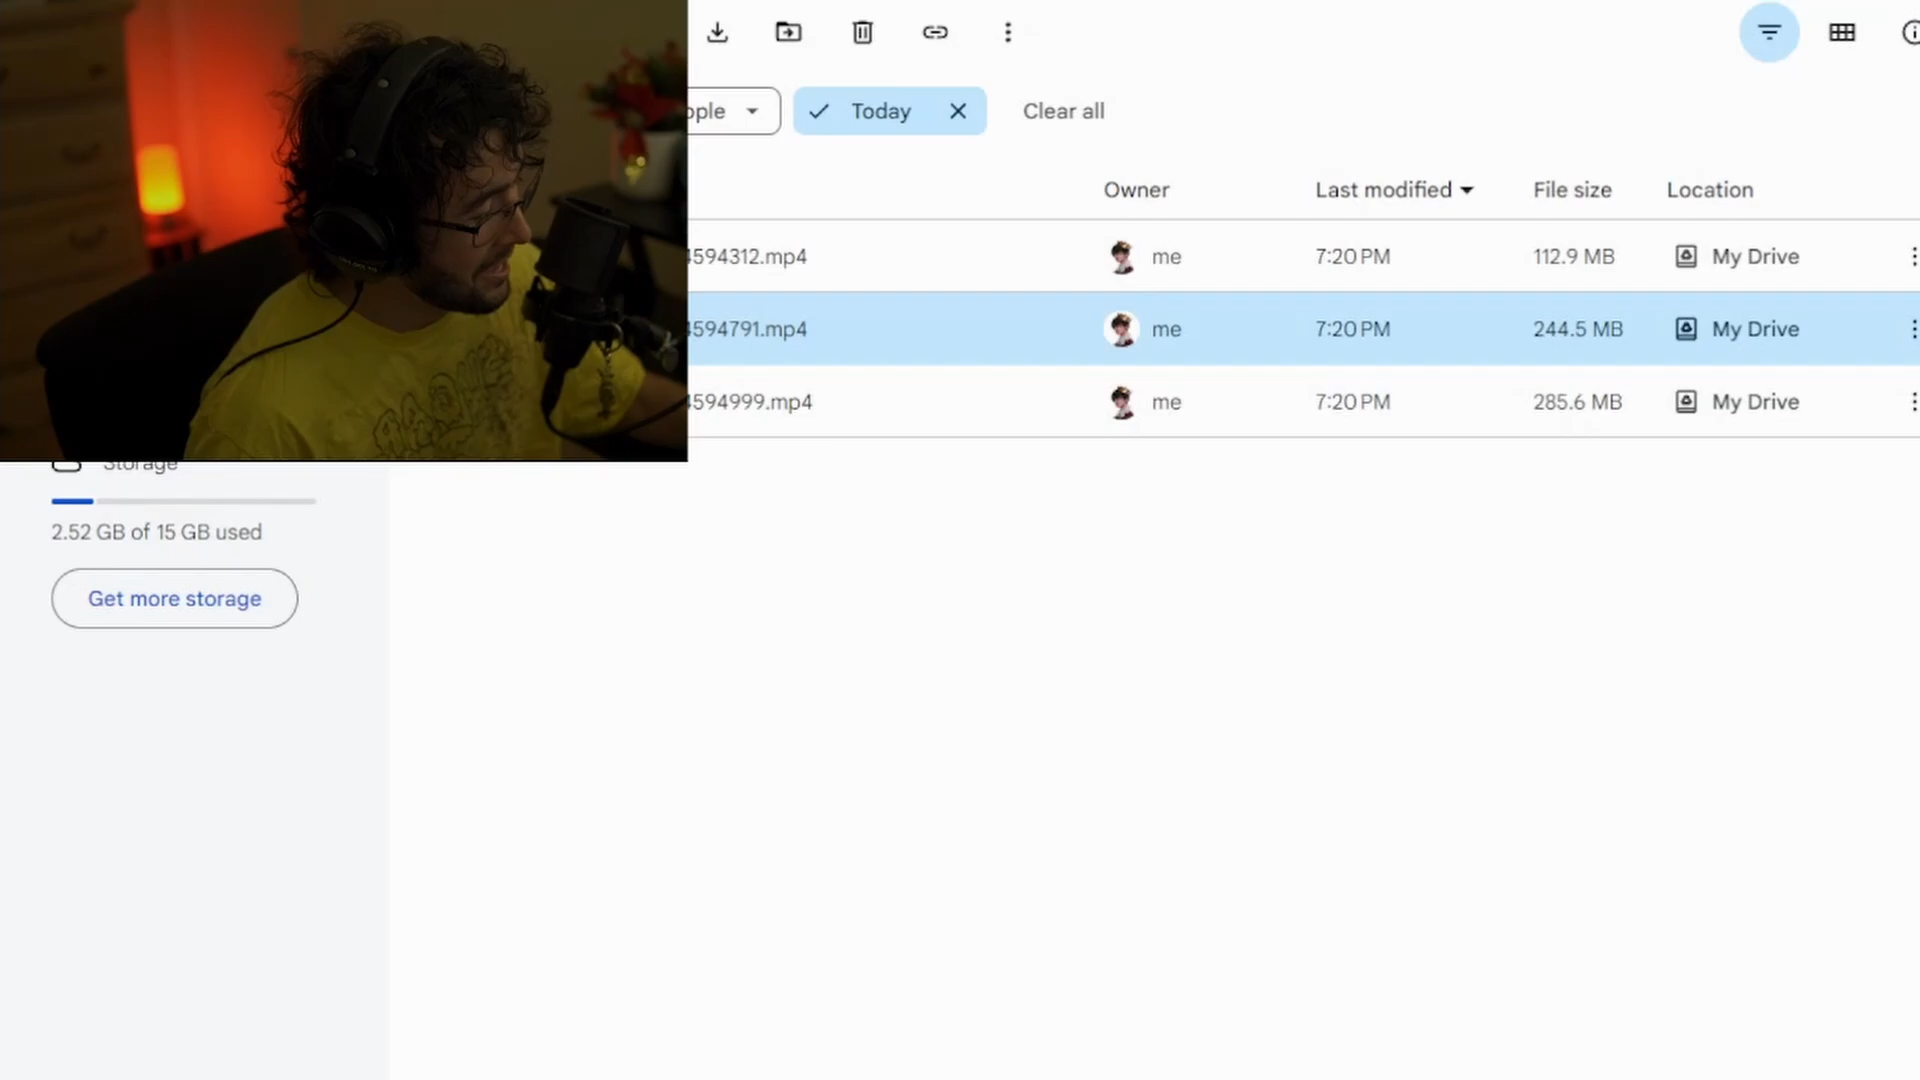 Today
Clear all
Owner Last modified File size Location
594312.mp4 me 7:20 PM 112.9 MB My Drive
594791.mp4 me 7:20 PM 244.5 MB My Drive
594999.mp4 me 7:20 PM 285.6 MB My Drive
Storage
2.52 GB of 15 GB used
Get more storage